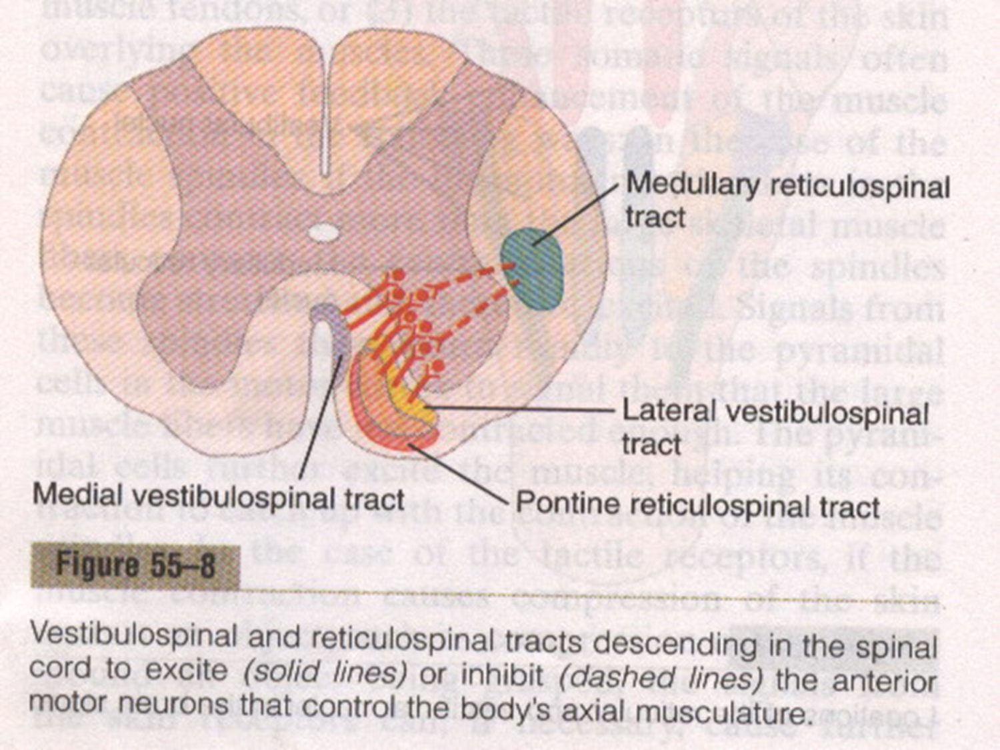 Medullary reticulospinal
tract
Lateral vestibulospinal
tract
Medial vestibulospinal tract
Pontine reticulospinal tract
Figure 55–8
Vestibulospinal and reticulospinal tracts descending in the spinal
cord to excite (solid lines) or inhibit (dashed lines) the anterior
motor neurons that control the body's axial musculature.